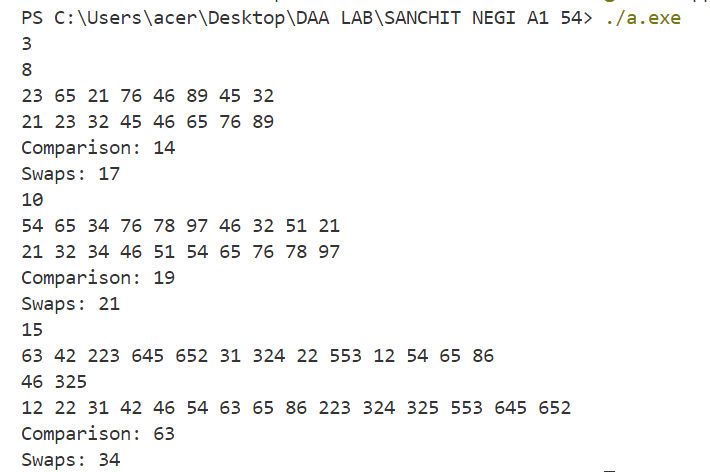 PS C:\Users\acer\Desktop\DAA LAB\SANCHIT NEGI A1 54> ./a.exe
3
8
23 65 21 76 46 89 45 32
21 23 32 45 46 65 76 89
Comparison: 14
Swaps: 17
10
54 65 34 76 78 97 46 32 51 21
21 32 34 46 51 54 65 76 78 97
Comparison: 19
Swaps: 21
15
63 42 223 645 652 31 324 22 553 12 54 65 86
46 325
12 22 31 42 46 54 63 65 86 223 324 325 553 645 652
Comparison: 63
Swaps: 34